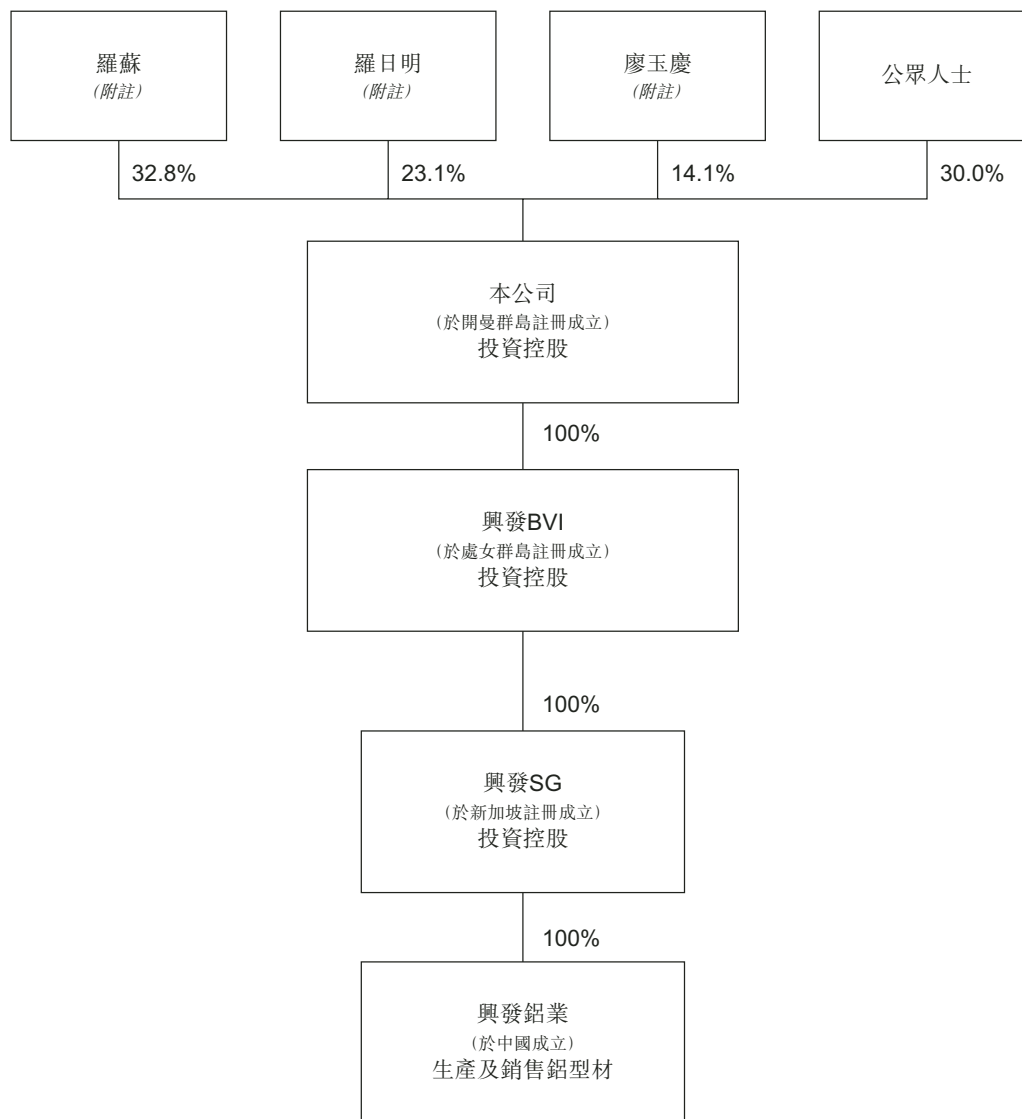 羅蘇
(附註)
羅日明
(附註)
廖玉慶
(附註)
公眾人士
32.8%
23.1%
14.1%
30.0%
本公司
(於開曼群島註冊成立)
投資控股
100%
興發BVI
(於處女群島註冊成立)
投資控股
100%
興發SG
(於新加坡註冊成立)
投資控股
100%
興發鋁業
(於中國成立)
生產及銷售鋁型材